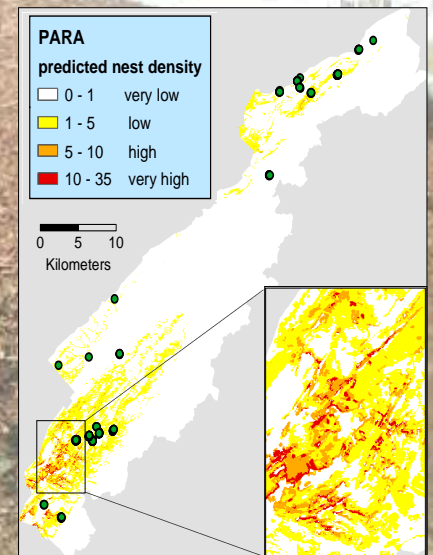 PARA
predicted nest density
0 - 1 very low
1 - 5 low
5 - 10 high
10 - 35 very high
0 5 10
Kilometers